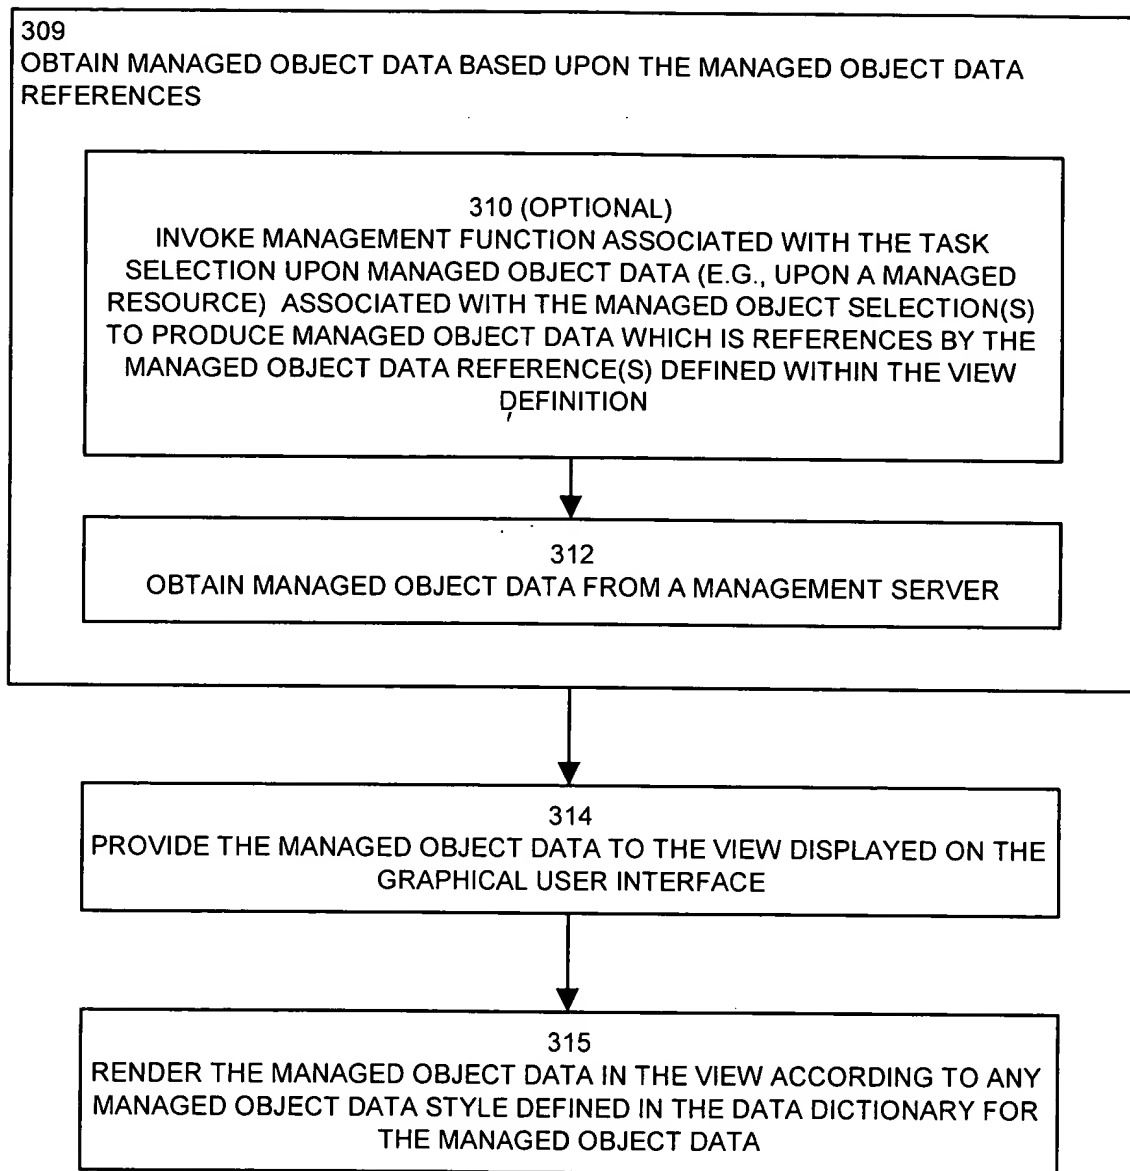 309
OBTAIN MANAGED OBJECT DATA BASED UPON THE MANAGED OBJECT DATA
REFERENCES
310 (OPTIONAL)
INVOKE MANAGEMENT FUNCTION ASSOCIATED WITH THE TASK
SELECTION UPON MANAGED OBJECT DATA (E.G., UPON A MANAGED
RESOURCE) ASSOCIATED WITH THE MANAGED OBJECT SELECTION(S)
TO PRODUCE MANAGED OBJECT DATA WHICH IS REFERENCES BY THE
MANAGED OBJECT DATA REFERENCE(S) DEFINED WITHIN THE VIEW
DEFINITION
312
OBTAIN MANAGED OBJECT DATA FROM A MANAGEMENT SERVER
314
PROVIDE THE MANAGED OBJECT DATA TO THE VIEW DISPLAYED ON THE
GRAPHICAL USER INTERFACE
315
RENDER THE MANAGED OBJECT DATA IN THE VIEW ACCORDING TO ANY
MANAGED OBJECT DATA STYLE DEFINED IN THE DATA DICTIONARY FOR
THE MANAGED OBJECT DATA